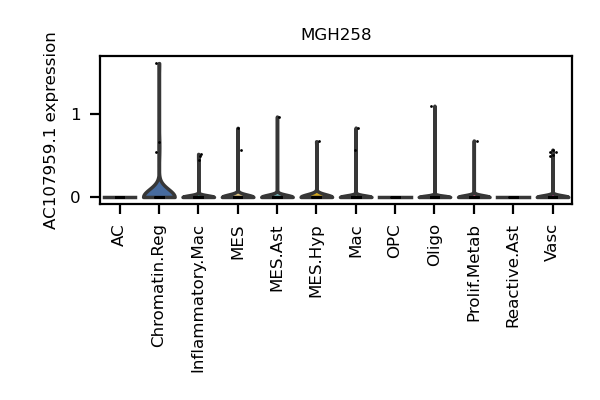 MGH258
AC107959.1 expression
1
0
AC
Chromatin.Reg
Inflammatory.Mac
MES
MES.Ast
MES.Hyp
Mac
OPC
Oligo
Prolif.Metab
Reactive.Ast
Vasc